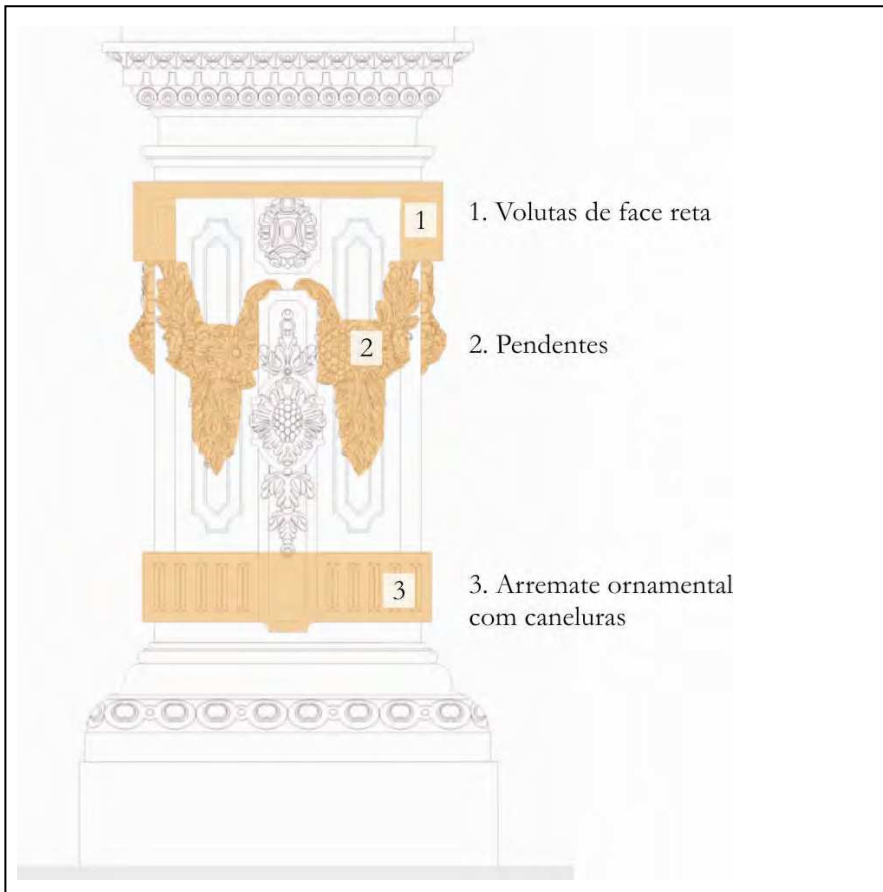 1
1. Volutas de face reta
2
2. Pendentes
3
3. Arremate ornamental
com caneluras